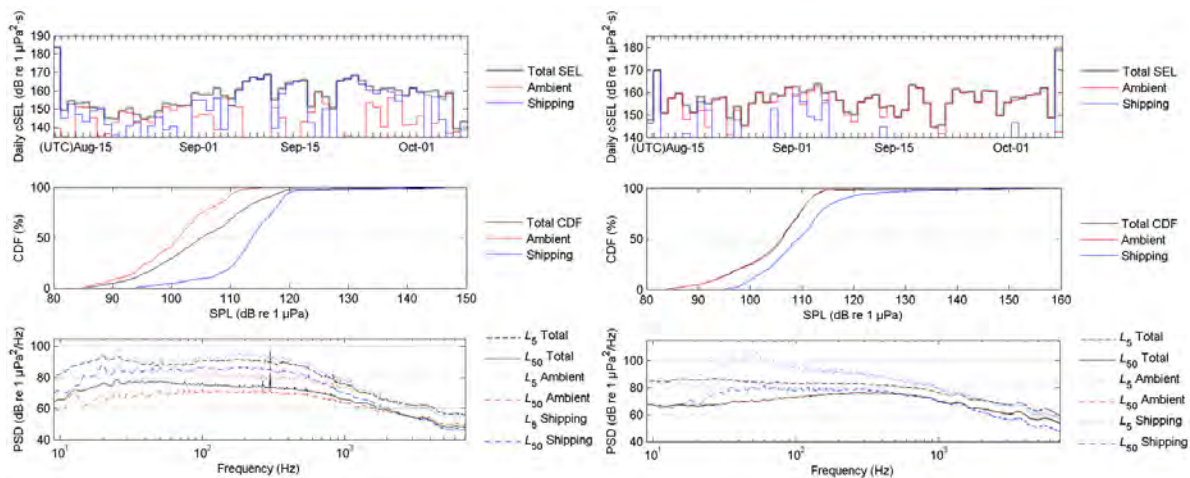 Daily cSEL (dB re 1 µPa²·s)
190
180
170
160
150
140
(UTC)Aug-15 Sep-01 Sep-15 Oct-01
Total SEL
Ambient
Shipping
Daily cSEL (dB re 1 µPa²·s)
180
170
160
150
140
(UTC)Aug-15 Sep-01 Sep-15 Oct-01
Total SEL
Ambient
Shipping
CDF (%)
100
50
0
80 90 100 110 120 130 140 150
SPL (dB re 1 µPa)
Total CDF
Ambient
Shipping
CDF (%)
100
50
0
80 90 100 110 120 130 140 150 160
SPL (dB re 1 µPa)
Total CDF
Ambient
Shipping
PSD (dB re 1 µPa²/Hz)
100
80
60
40
10¹ 10² 10³
Frequency (Hz)
L₅ Total
L₅₀ Total
L₅ Ambient
L₅₀ Ambient
L₅ Shipping
L₅₀ Shipping
PSD (dB re 1 µPa²/Hz)
100
80
60
40
10¹ 10² 10³
Frequency (Hz)
L₅ Total
L₅₀ Total
L₅ Ambient
L₅₀ Ambient
L₅ Shipping
L₅₀ Shipping